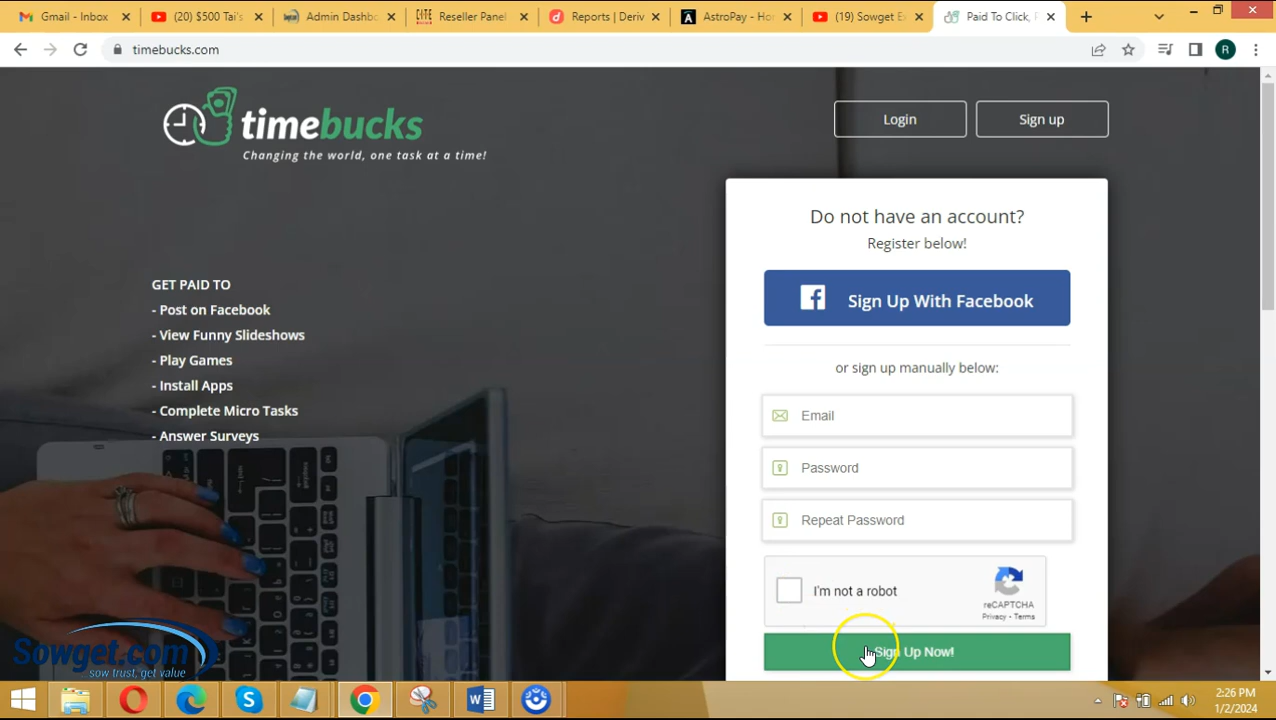 Gmail - Inbox
(20) $500 Tai's
Admin Dashbo
LITE Reseller Panel
Reports | Deriv
A AstroPay - Ho
(19) Sowget E
Paid To Click,
timebucks.com
R
timebucks
Changing the world, one task at a time!
Login
Sign up
GET PAID TO
- Post on Facebook
- View Funny Slideshows
- Play Games
- Install Apps
- Complete Micro Tasks
- Answer Surveys
Do not have an account?
Register below!
Sign Up With Facebook
or sign up manually below:
Email
Password
Repeat Password
I'm not a robot
reCAPTCHA
Privacy - Terms
Sign Up Now!
Sowget.com
sow trust, get value
2:26 PM
1/2/2024